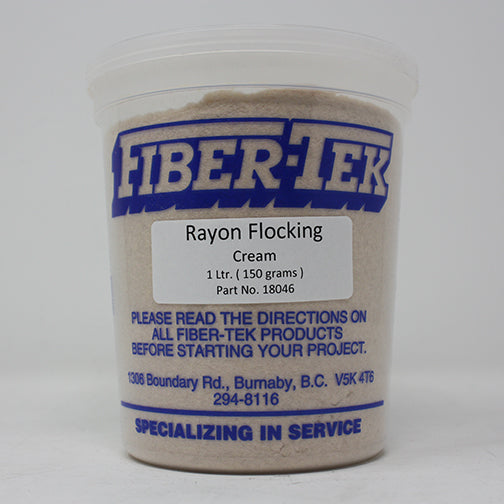 FIBER-TEK
Rayon Flocking
Cream
1 Ltr. ( 150 grams )
Part No. 18046
PLEASE READ THE DIRECTIONS ON
ALL FIBER-TEK PRODUCTS
BEFORE STARTING YOUR PROJECT.
1306 Boundary Rd., Burnaby, B.C. V5K 4T6
294-8116
SPECIALIZING IN SERVICE